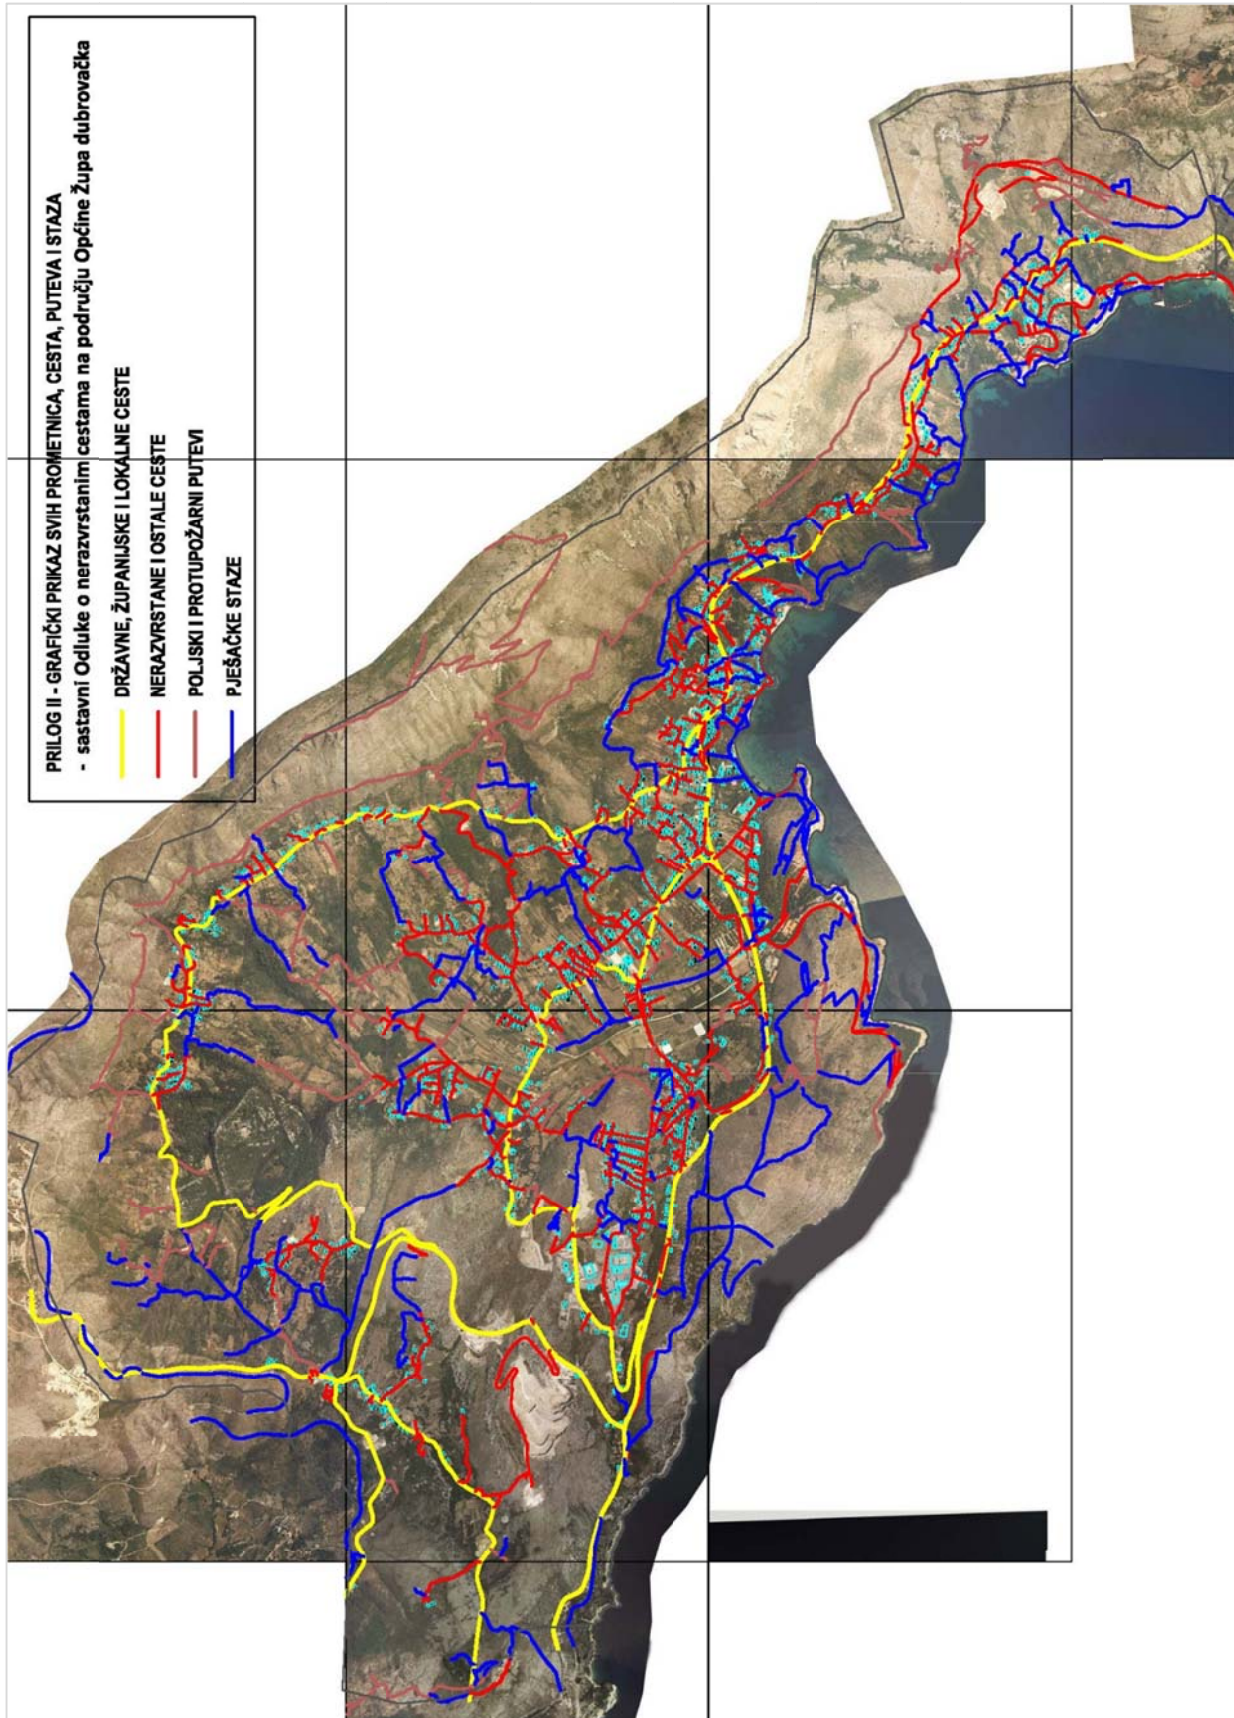 PRILOG II - GRAFIČKI PRIKAZ SVIH PROMETNICA, CESTA, PUTEVA I STAZA
- sastavni Odluke o nerazvrstanim cestama na području Općine Župa dubrovačka
DRŽAVNE, ŽUPANIJSKE I LOKALNE CESTE
NERAZVRSTANE I OSTALE CESTE
POLJSKI I PROTUPOŽARNI PUTEVI
PJEŠAČKE STAZE